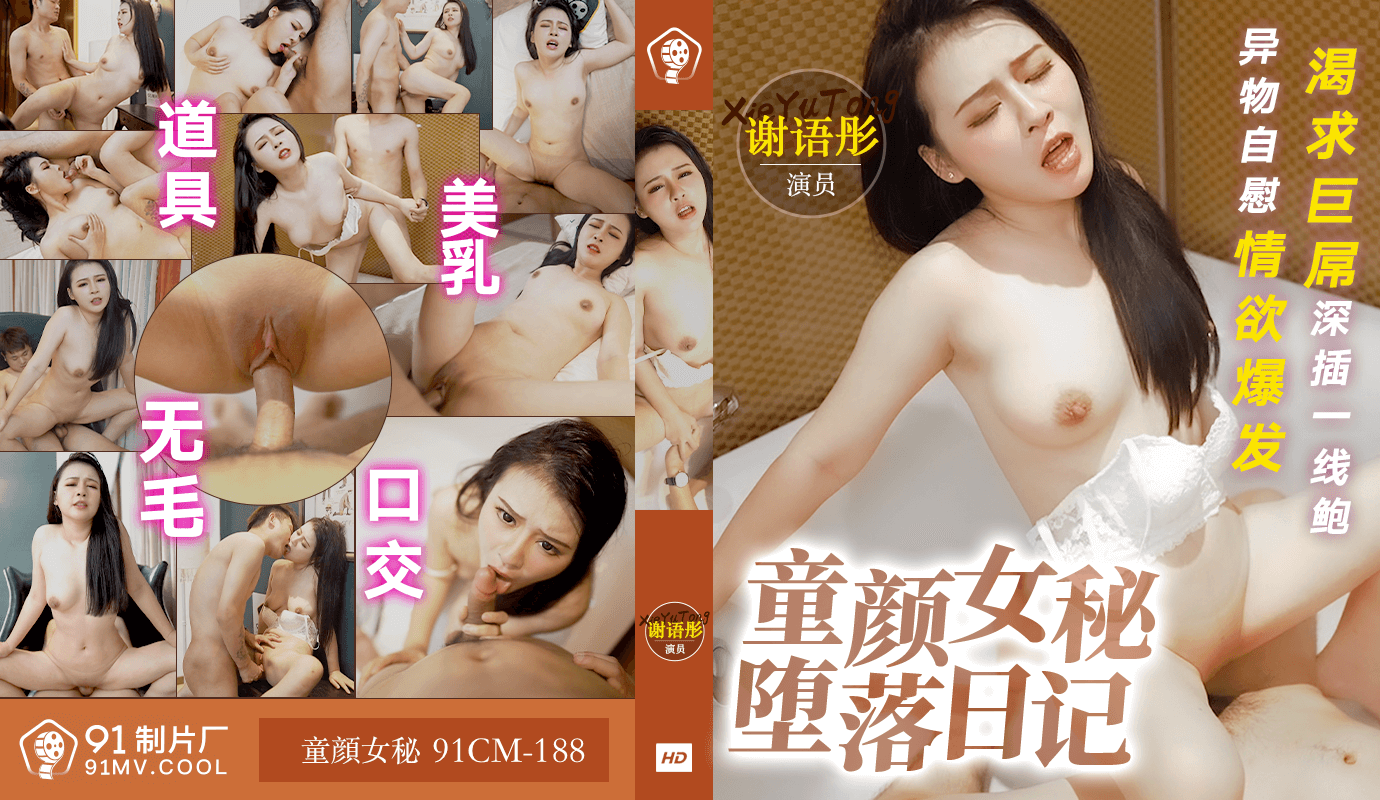 道具
美乳
无毛
口交
91制片厂
91MV.COOL
童顔女秘 91CM-188
XieYuTong
谢语彤
演员
HD
XieYuTong
谢语彤
演员
渴求巨屌深插一线鲍
异物自慰情欲爆发
童颜女秘
堕落日记